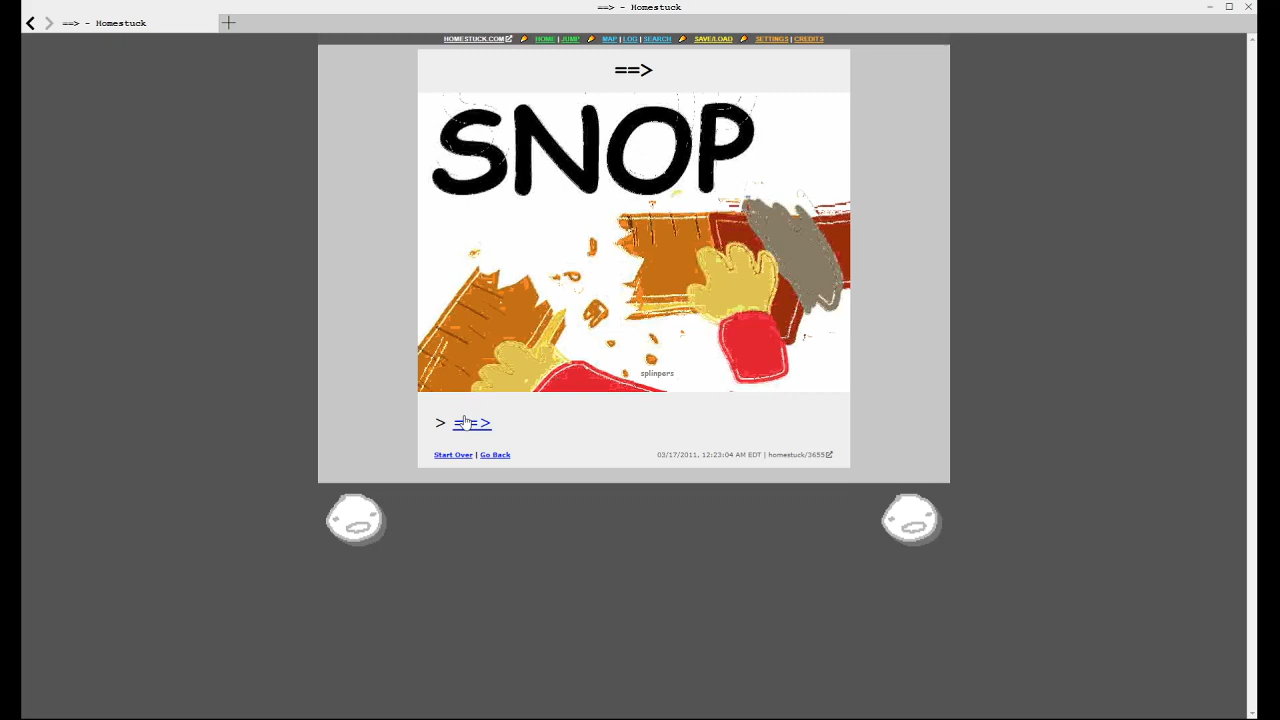 ==> - Homestuck
==> - Homestuck
HOMESTUCK.COM HOME | JUMP MAP | LOG | SEARCH SAVE/LOAD SETTINGS | CREDITS
==>
SNOP
splinpers
> ==>
Start Over | Go Back 03/17/2011, 12:23:04 AM EDT | homestuck/3655